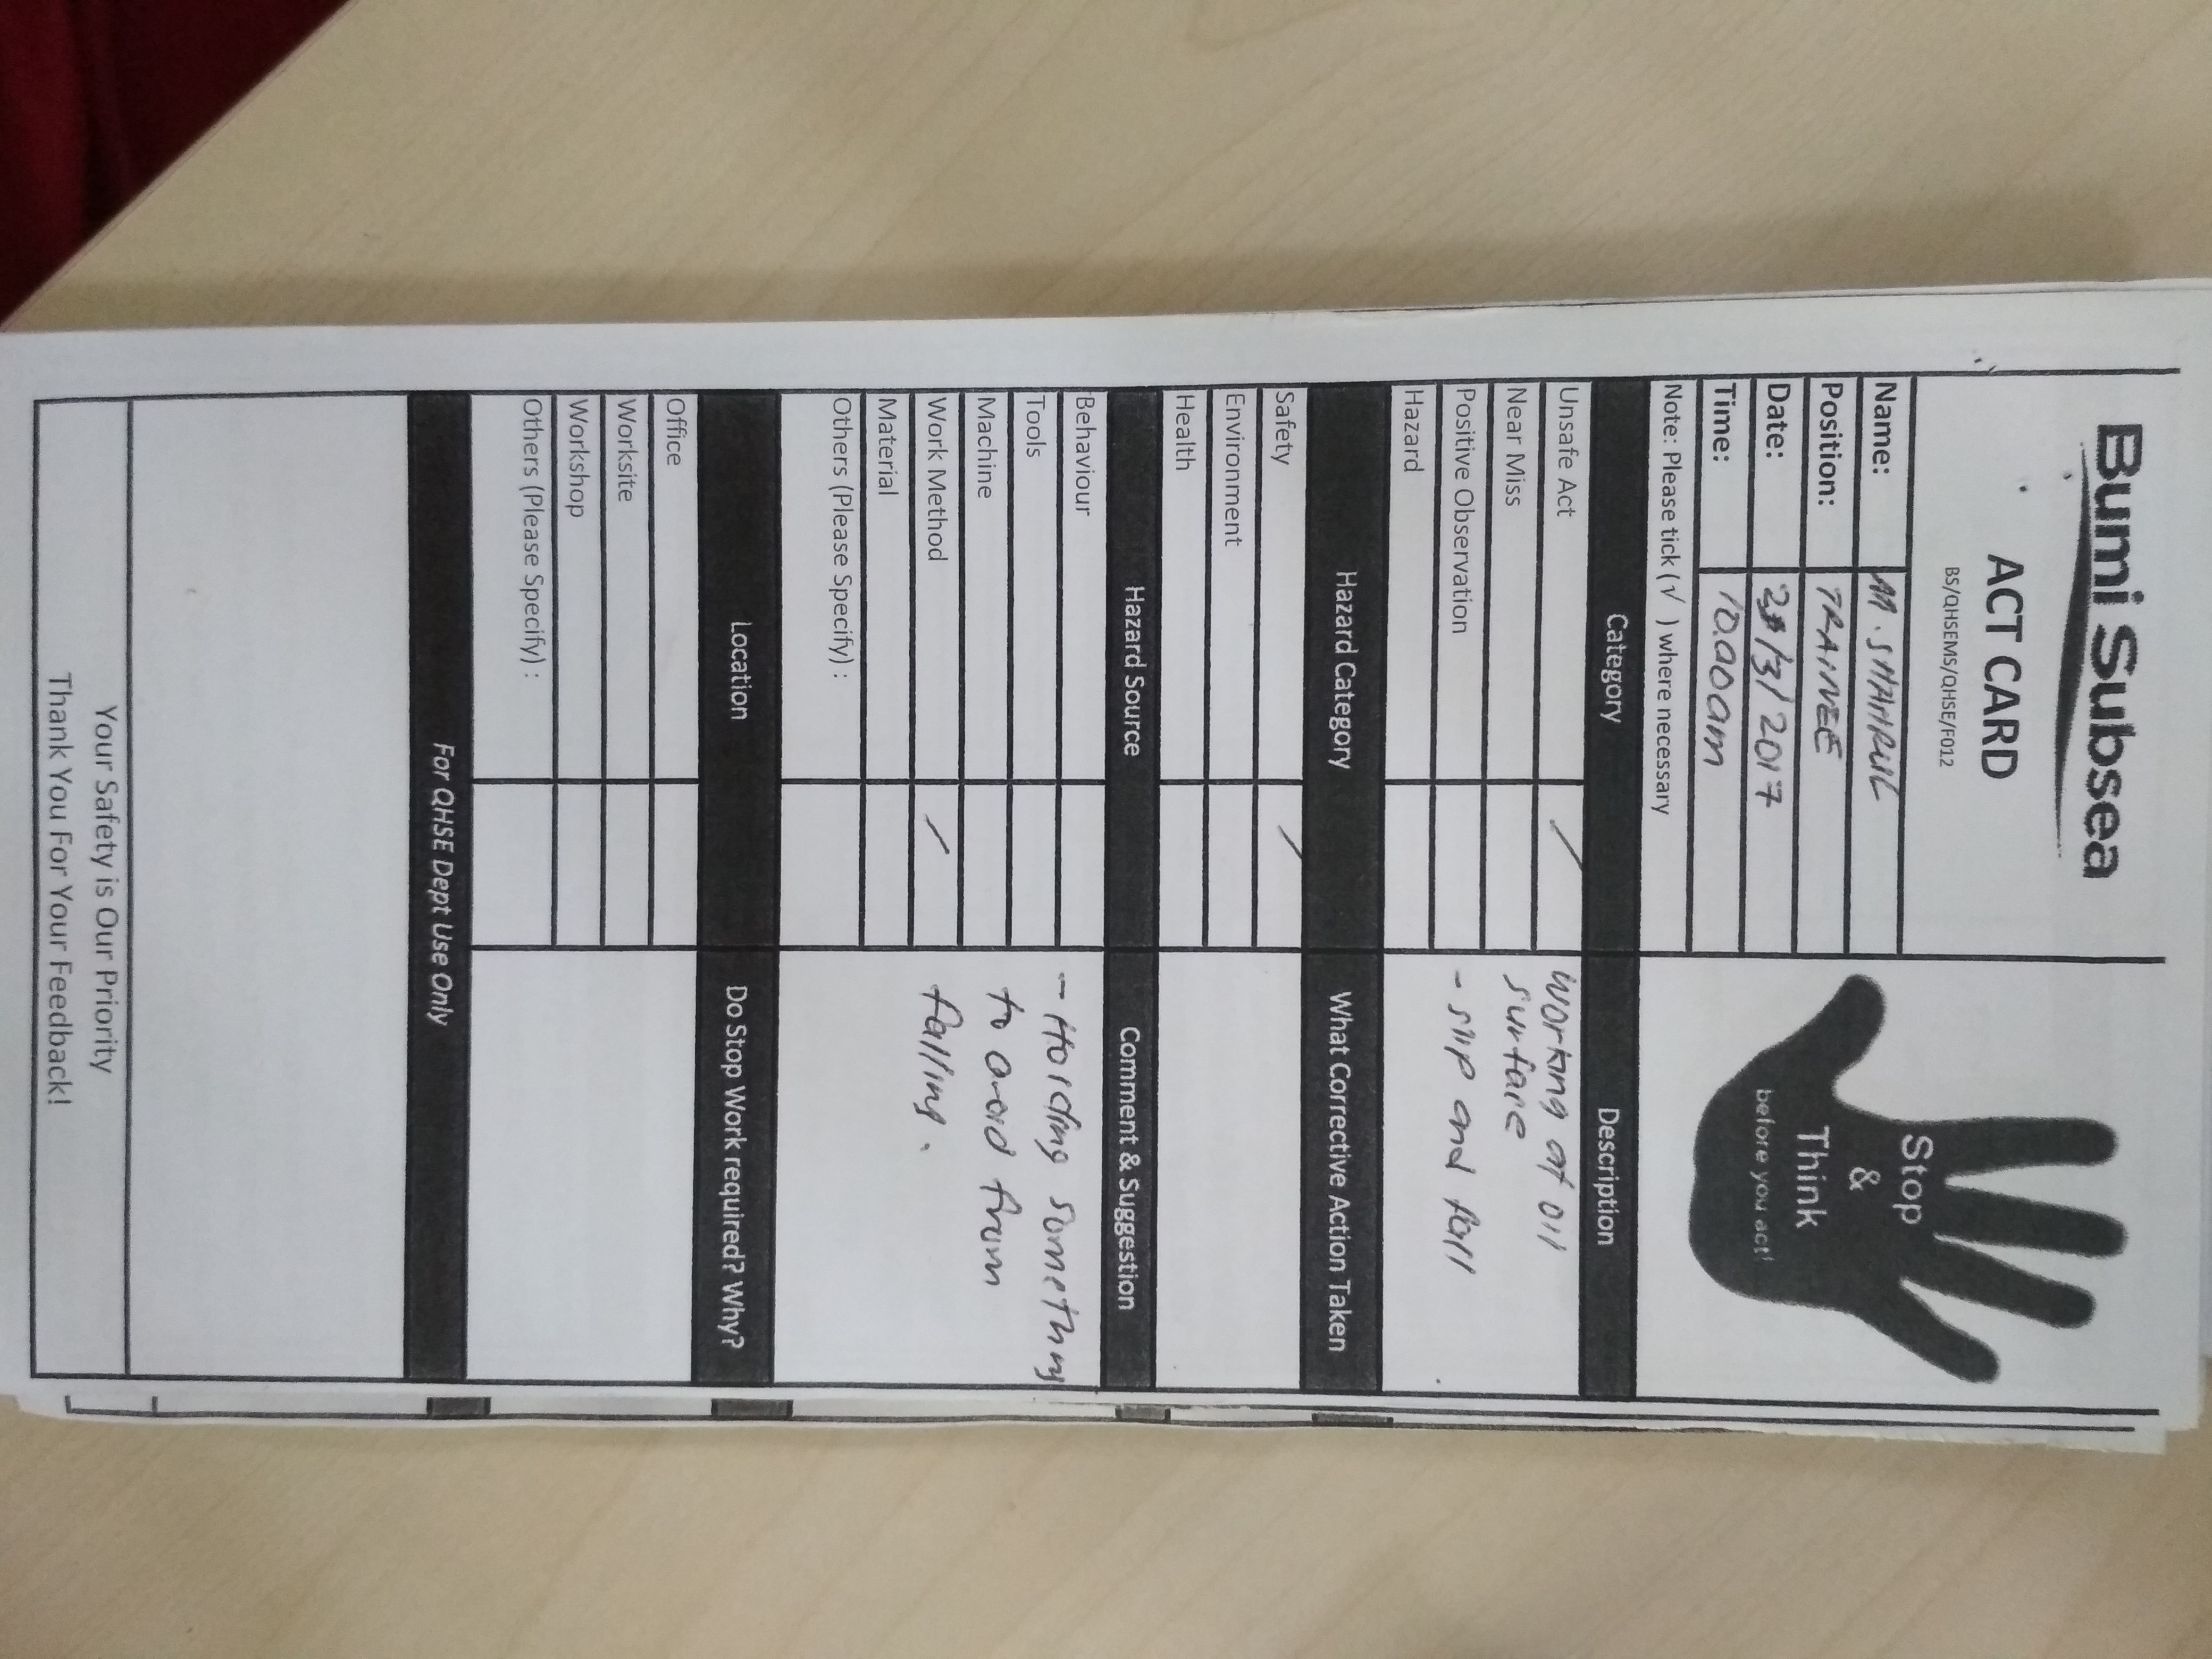 Bumi Subsea
ACT CARD
BS/QHSEMS/QHSE/F012
Stop
&
Think
before you act!
Name: M. SHAHRUL
Position: TRAINEE
Date: /3/2017
Time: 10.00am
Note: Please tick (√ ) where necessary
Category
Description
Unsafe Act /
Near Miss
Positive Observation
Hazard
Working at oil
surface
- slip and fall
Hazard Category
What Corrective Action Taken
Safety /
Environment
Health
Hazard Source
Comment & Suggestion
Behaviour
Tools
Machine
Work Method /
Material
Others (Please Specify) :
- Holding something
to avoid from
falling.
Location
Do Stop Work required? Why?
Office
Worksite
Workshop
Others (Please Specify) :
For QHSE Dept Use Only
Your Safety is Our Priority
Thank You For Your Feedback!